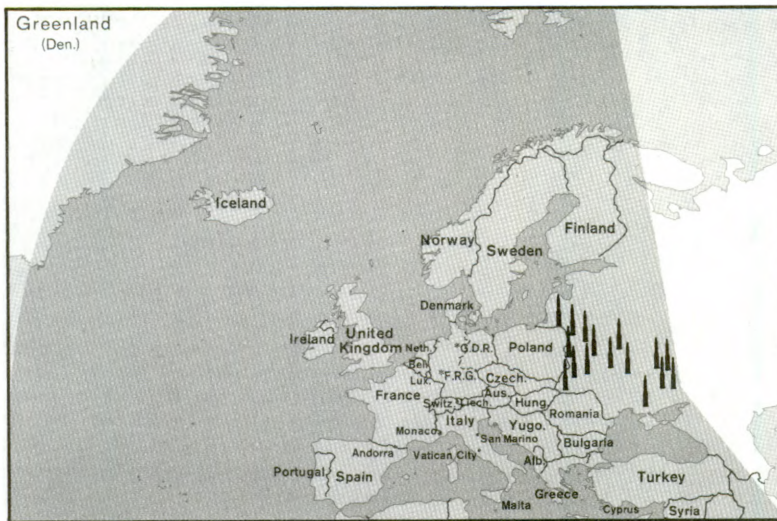 Greenland
(Den.)
Iceland
Norway
Sweden
Finland
Denmark
Ireland
United
Kingdom
Neth.
G.D.R.
Poland
Bel.
F.R.G.
Lux.
Czech.
France
Aus.
Switz.
Liech.
Hung.
Romania
Monaco
Italy
Yugo.
San Marino
Bulgaria
Andorra
Vatican City
Alb.
Portugal
Spain
Turkey
Greece
Malta
Cyprus
Syria